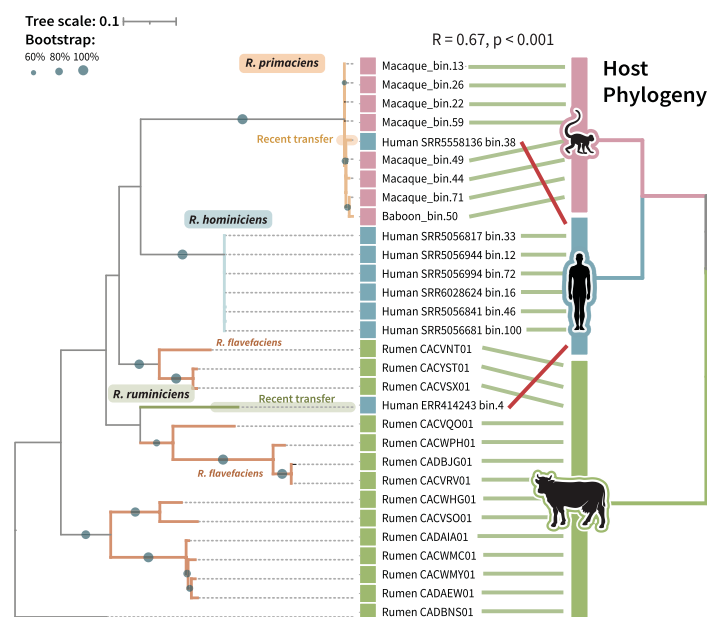 Tree scale: 0.1
Bootstrap:
60% 80% 100%
R = 0.67, p < 0.001
Host
Phylogeny
R. primaciens
Macaque_bin.13
Macaque_bin.26
Macaque_bin.22
Macaque_bin.59
Recent transfer
Human SRR5558136 bin.38
Macaque_bin.49
Macaque_bin.44
Macaque_bin.71
Baboon_bin.50
R. hominiciens
Human SRR5056817 bin.33
Human SRR5056944 bin.12
Human SRR5056994 bin.72
Human SRR6028624 bin.16
Human SRR5056841 bin.46
Human SRR5056681 bin.100
R. flavefaciens
Rumen CACVNT01
Rumen CACYST01
Rumen CACVSX01
R. ruminiciens
Recent transfer
Human ERR414243 bin.4
Rumen CACVQO01
Rumen CACWPH01
Rumen CADBJG01
R. flavefaciens
Rumen CACVRV01
Rumen CACWHG01
Rumen CACVSO01
Rumen CADAIA01
Rumen CACWMC01
Rumen CACWMY01
Rumen CADAEW01
Rumen CADBNS01